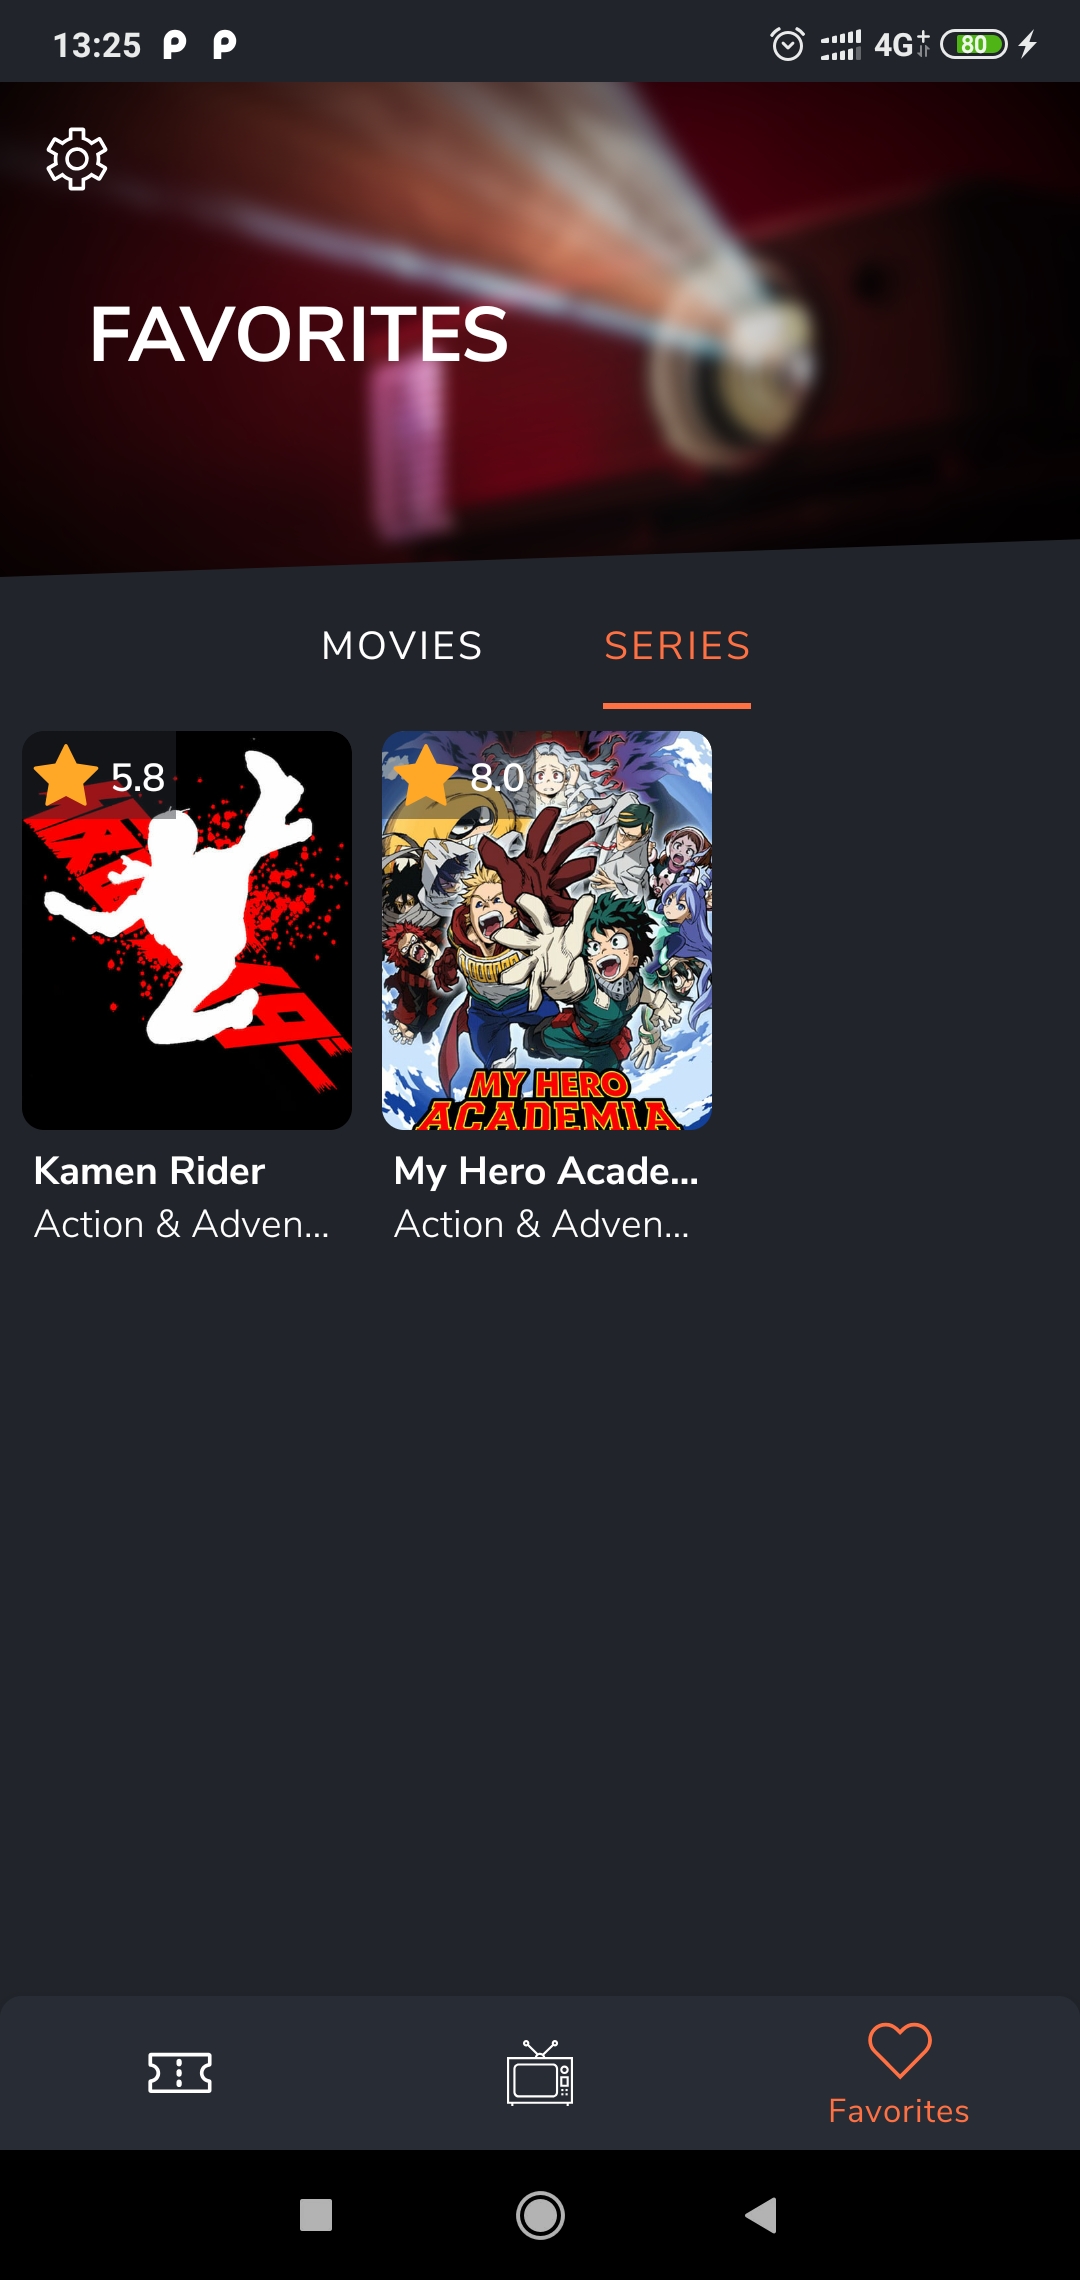 13:25
4G+
80
FAVORITES
MOVIES
SERIES
5.8
8.0
MY HERO
ACADEMIA
Kamen Rider
My Hero Acade...
Action & Adven...
Action & Adven...
Favorites